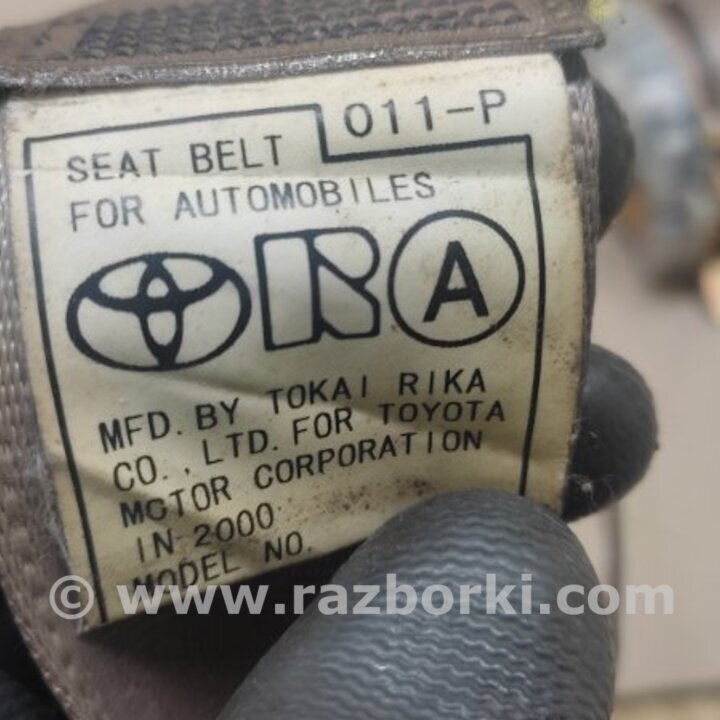 011-P
SEAT BELT
FOR AUTOMOBILES
A
MFD. BY TOKAI RIKA
CO., LTD. FOR TOYOTA
MOTOR CORPORATION
IN 2000
MODEL NO.
© www.razborki.com